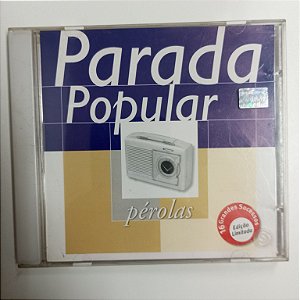 Parada
Popular
pérolas
16 Grandes Sucessos
Edição
Limitada